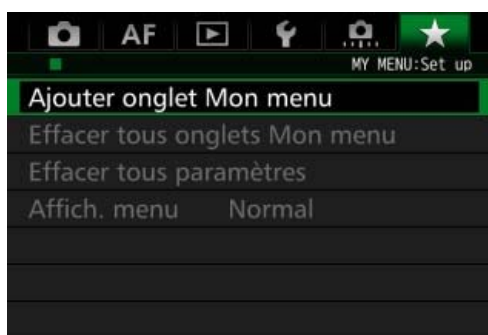 AF
MY MENU:Set up
Ajouter onglet Mon menu
Effacer tous onglets Mon menu
Effacer tous paramètres
Affich. menu Normal